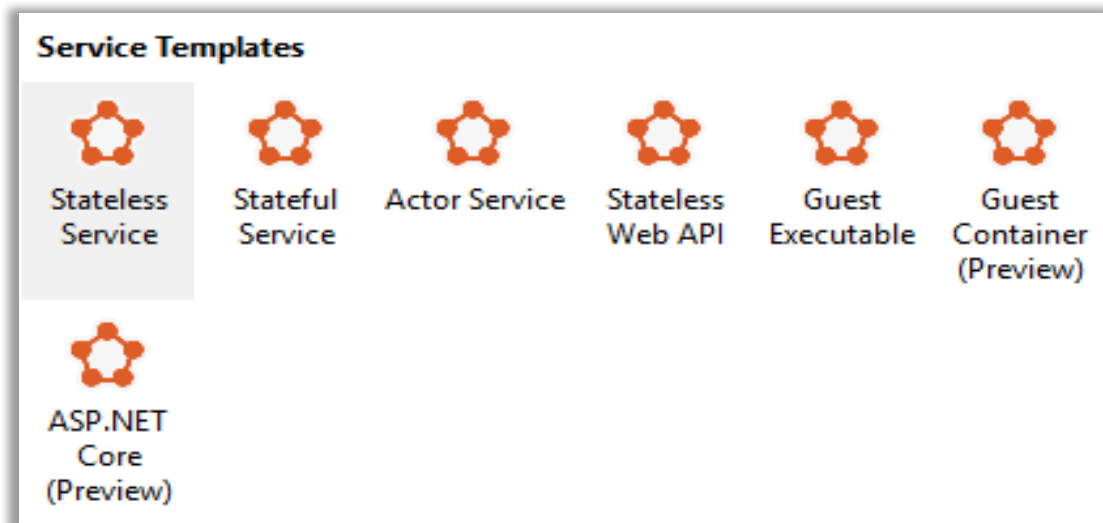 Service Templates
Stateless
Service
Stateful
Service
Actor Service
Stateless
Web API
Guest
Executable
Guest
Container
(Preview)
ASP.NET
Core
(Preview)